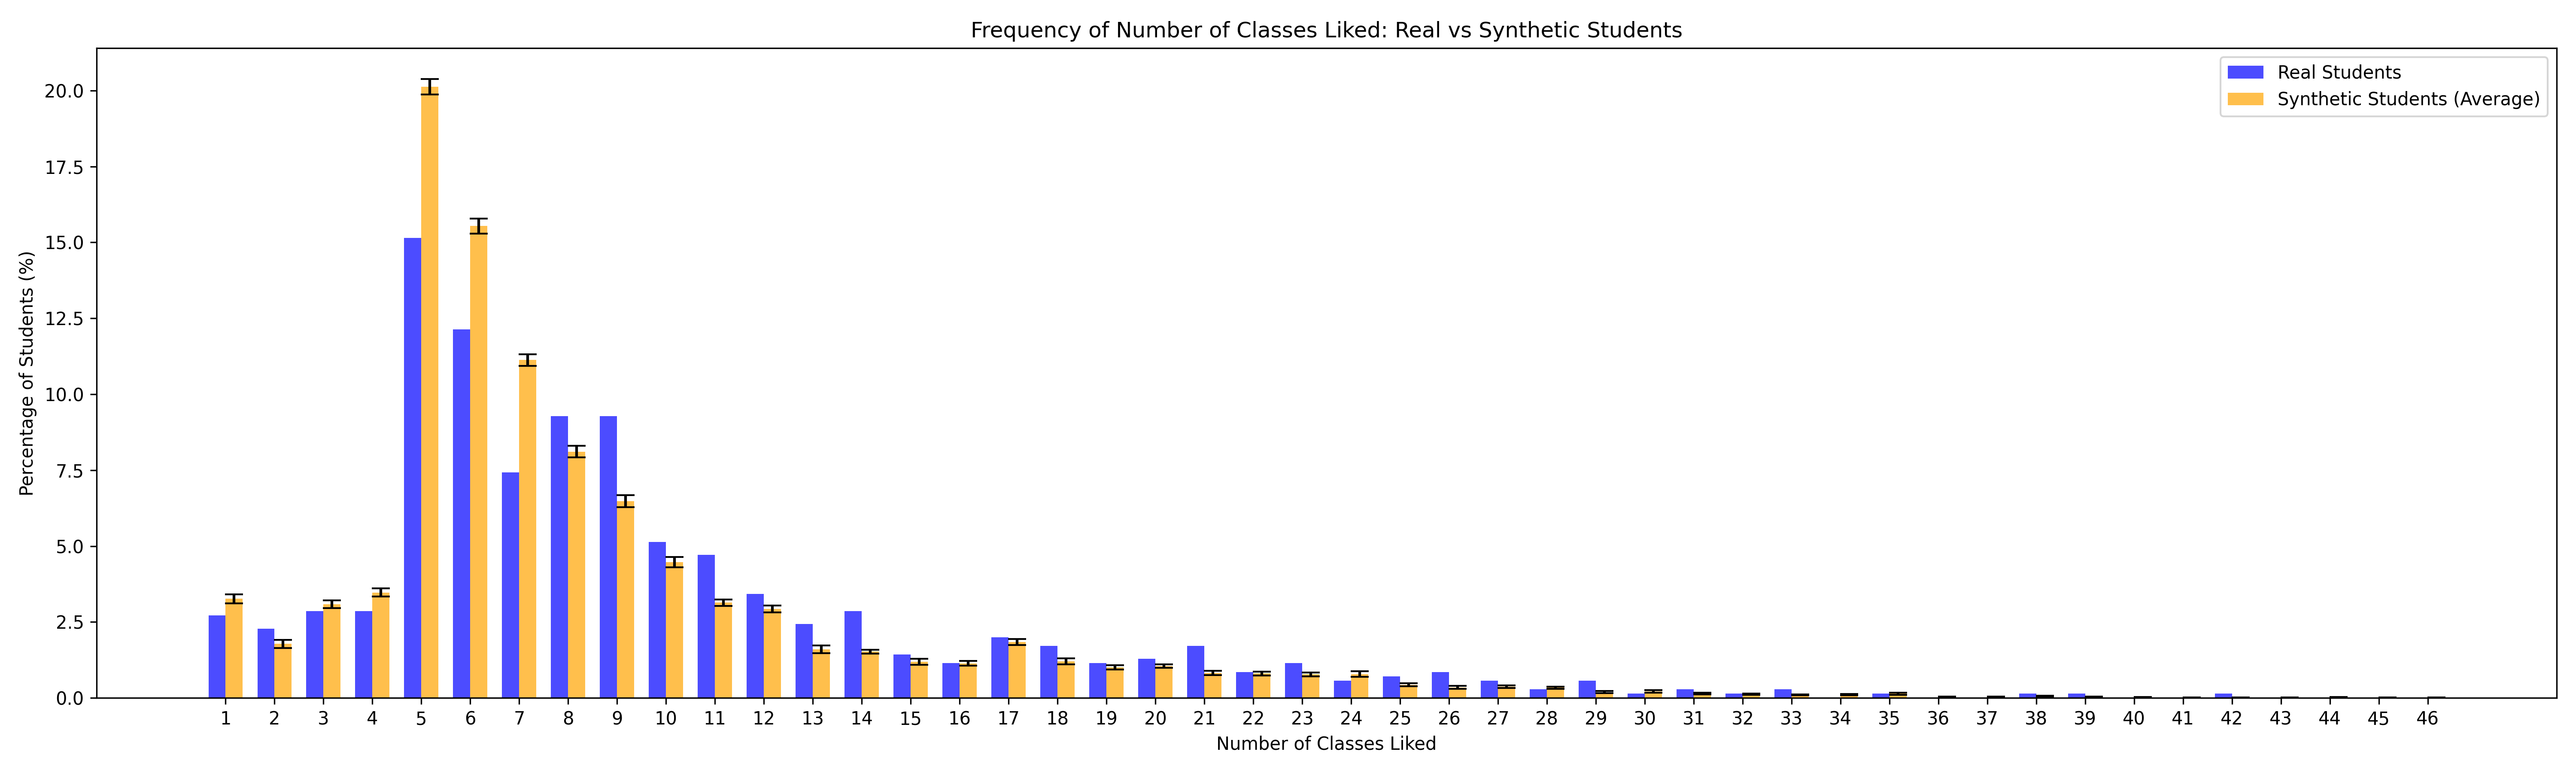 Frequency of Number of Classes Liked: Real vs Synthetic Students
Real Students
Synthetic Students (Average)
Percentage of Students (%)
20.0
17.5
15.0
12.5
10.0
7.5
5.0
2.5
0.0
1 2 3 4 5 6 7 8 9 10 11 12 13 14 15 16 17 18 19 20 21 22 23 24 25 26 27 28 29 30 31 32 33 34 35 36 37 38 39 40 41 42 43 44 45 46
Number of Classes Liked